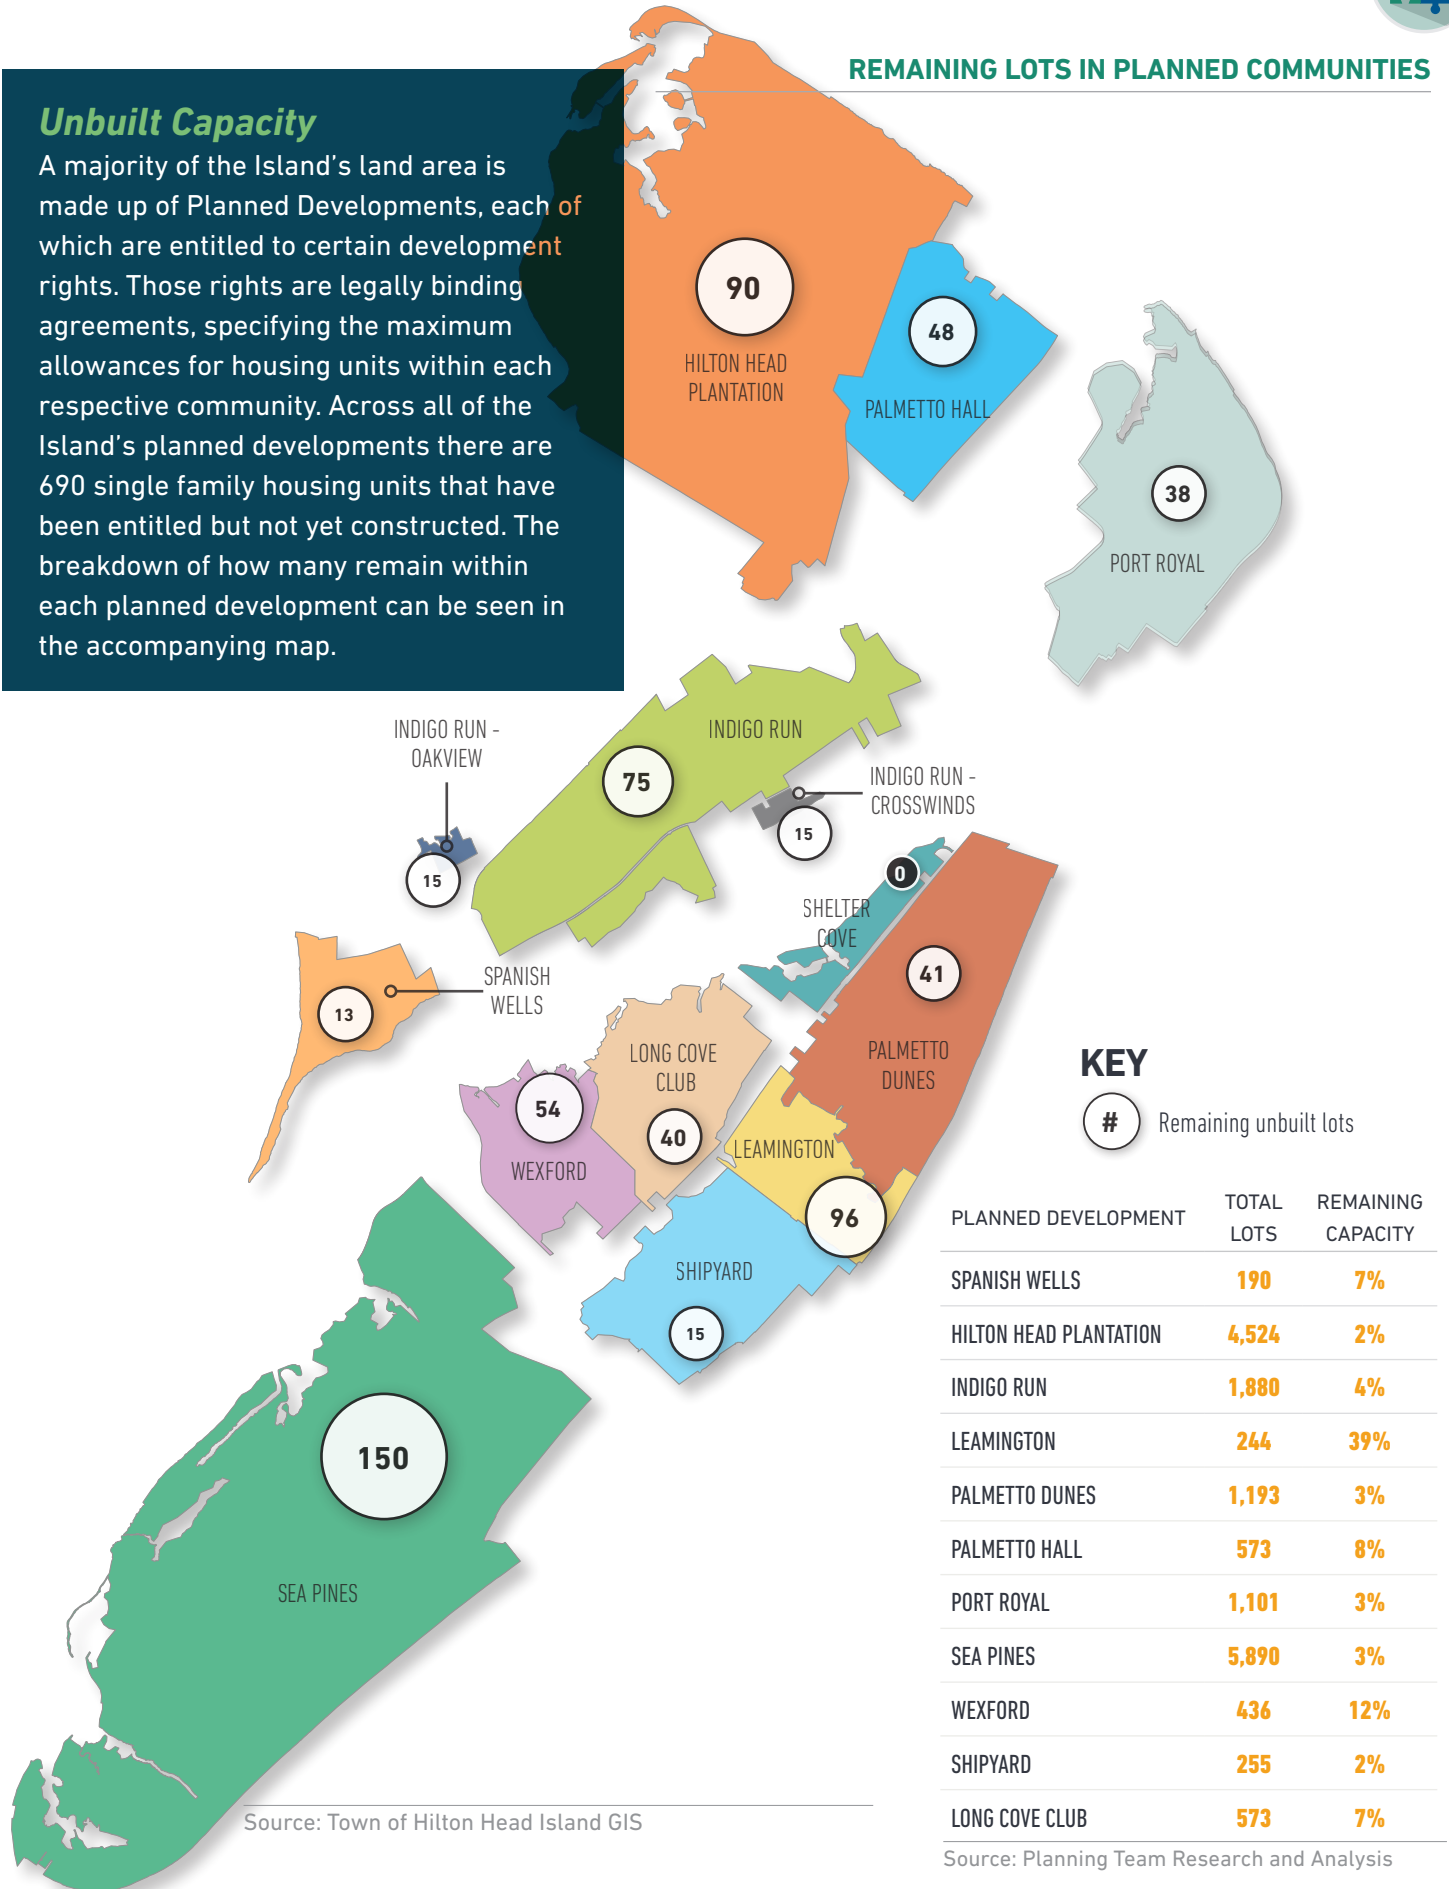 REMAINING LOTS IN PLANNED COMMUNITIES
Unbuilt Capacity
A majority of the Island's land area is
made up of Planned Developments, each of
which are entitled to certain development
rights. Those rights are legally binding
agreements, specifying the maximum
allowances for housing units within each
respective community. Across all of the
Island's planned developments there are
690 single family housing units that have
been entitled but not yet constructed. The
breakdown of how many remain within
each planned development can be seen in
the accompanying map.
90
HILTON HEAD
PLANTATION
48
PALMETTO HALL
38
PORT ROYAL
INDIGO RUN
75
INDIGO RUN -
OAKVIEW
15
INDIGO RUN -
CROSSWINDS
15
0
SHELTER
COVE
41
PALMETTO
DUNES
SPANISH
WELLS
13
LONG COVE
CLUB
40
54
WEXFORD
LEAMINGTON
96
SHIPYARD
15
150
SEA PINES
KEY
# Remaining unbuilt lots
PLANNED DEVELOPMENT TOTAL LOTS REMAINING CAPACITY
SPANISH WELLS 190 7%
HILTON HEAD PLANTATION 4,524 2%
INDIGO RUN 1,880 4%
LEAMINGTON 244 39%
PALMETTO DUNES 1,193 3%
PALMETTO HALL 573 8%
PORT ROYAL 1,101 3%
SEA PINES 5,890 3%
WEXFORD 436 12%
SHIPYARD 255 2%
LONG COVE CLUB 573 7%
Source: Town of Hilton Head Island GIS
Source: Planning Team Research and Analysis